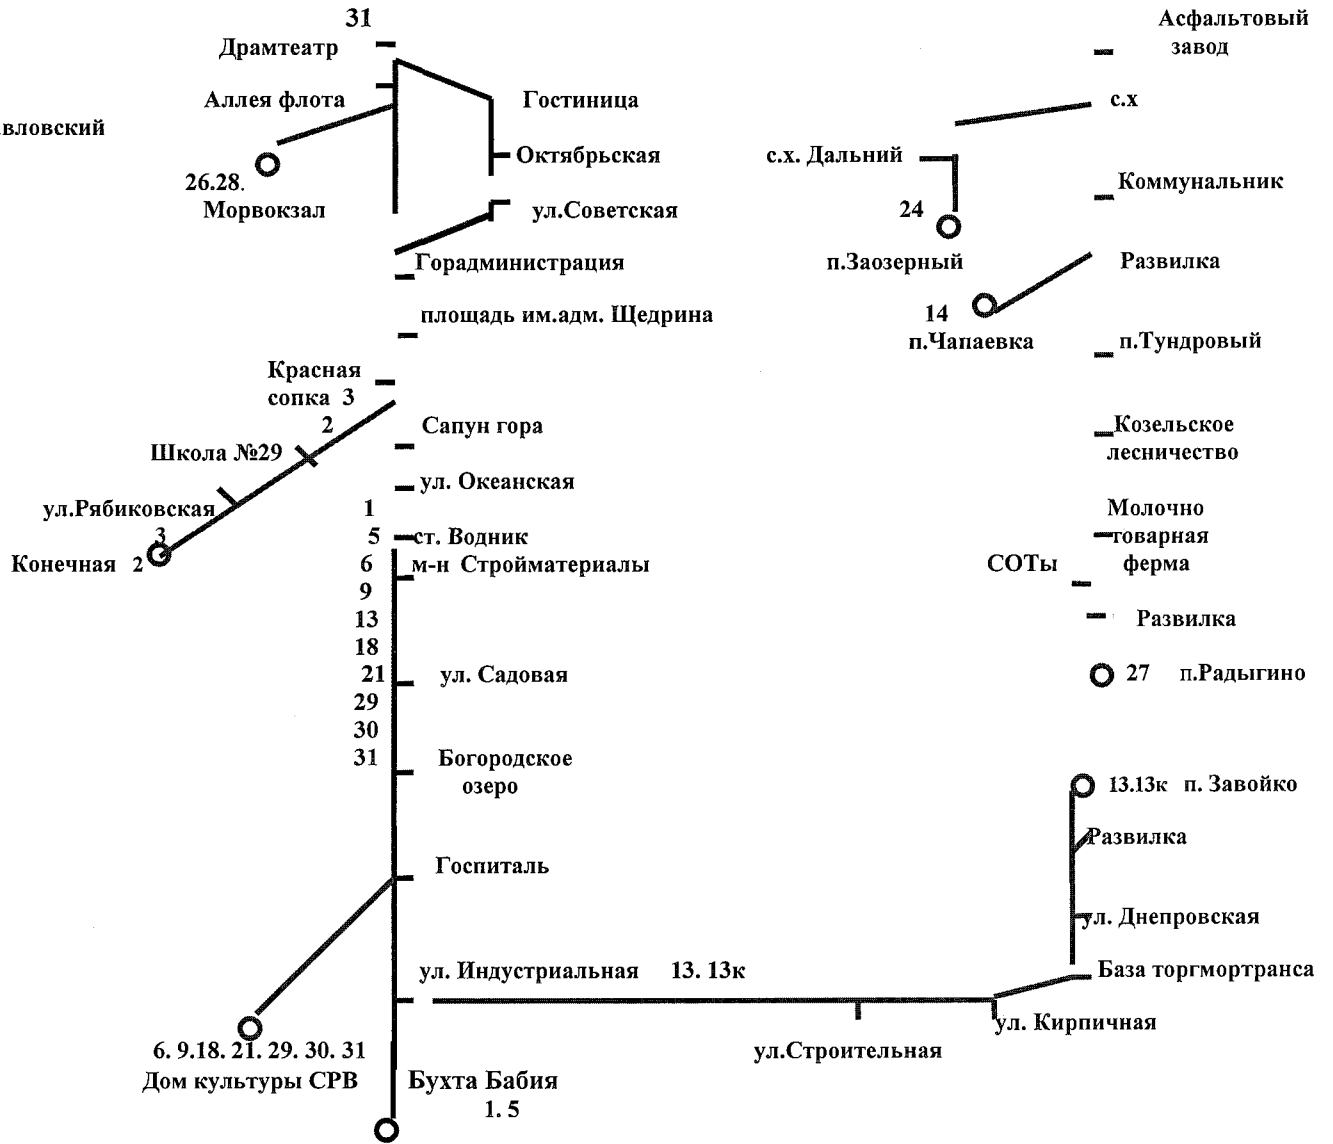 31
Драмтеатр
Аллея флота
вловский
26.28.
Морвокзал
Гостиница
Октябрьская
ул.Советская
Горадминистрация
площадь им.адм. Щедрина
Красная
сопка 3
2
Школа №29
ул.Рябиковская
3
Конечная 2
Сапун гора
ул. Океанская
1
5 ст. Водник
6 м-н Стройматериалы
9
13
18
21 ул. Садовая
29
30
31 Богородское
озеро
Госпиталь
ул. Индустриальная 13. 13к
6. 9.18. 21. 29. 30. 31
Дом культуры СРВ
Бухта Бабия
1. 5
ул.Строительная
ул. Кирпичная
Асфальтовый
завод
с.х
с.х. Дальний
Коммунальник
24
п.Заозерный
Развилка
14
п.Чапаевка
п.Тундровый
Козельское
лесничество
Молочно
товарная
ферма
СОТы
Развилка
27 п.Радыгино
13.13к п. Завойко
Развилка
ул. Днепровская
База торгмортранса